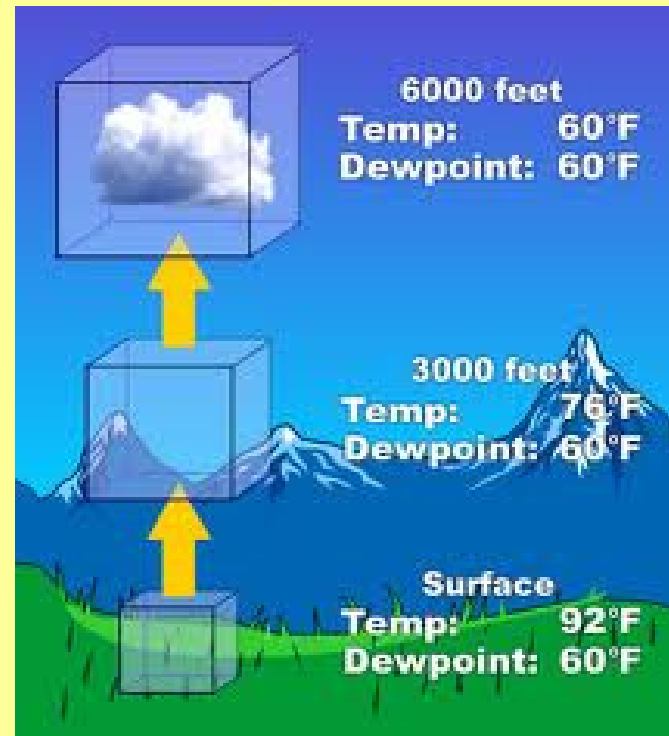 6000 feet
Temp: 60°F
Dewpoint: 60°F
3000 feet
Temp: 76°F
Dewpoint: 60°F
Surface
Temp: 92°F
Dewpoint: 60°F